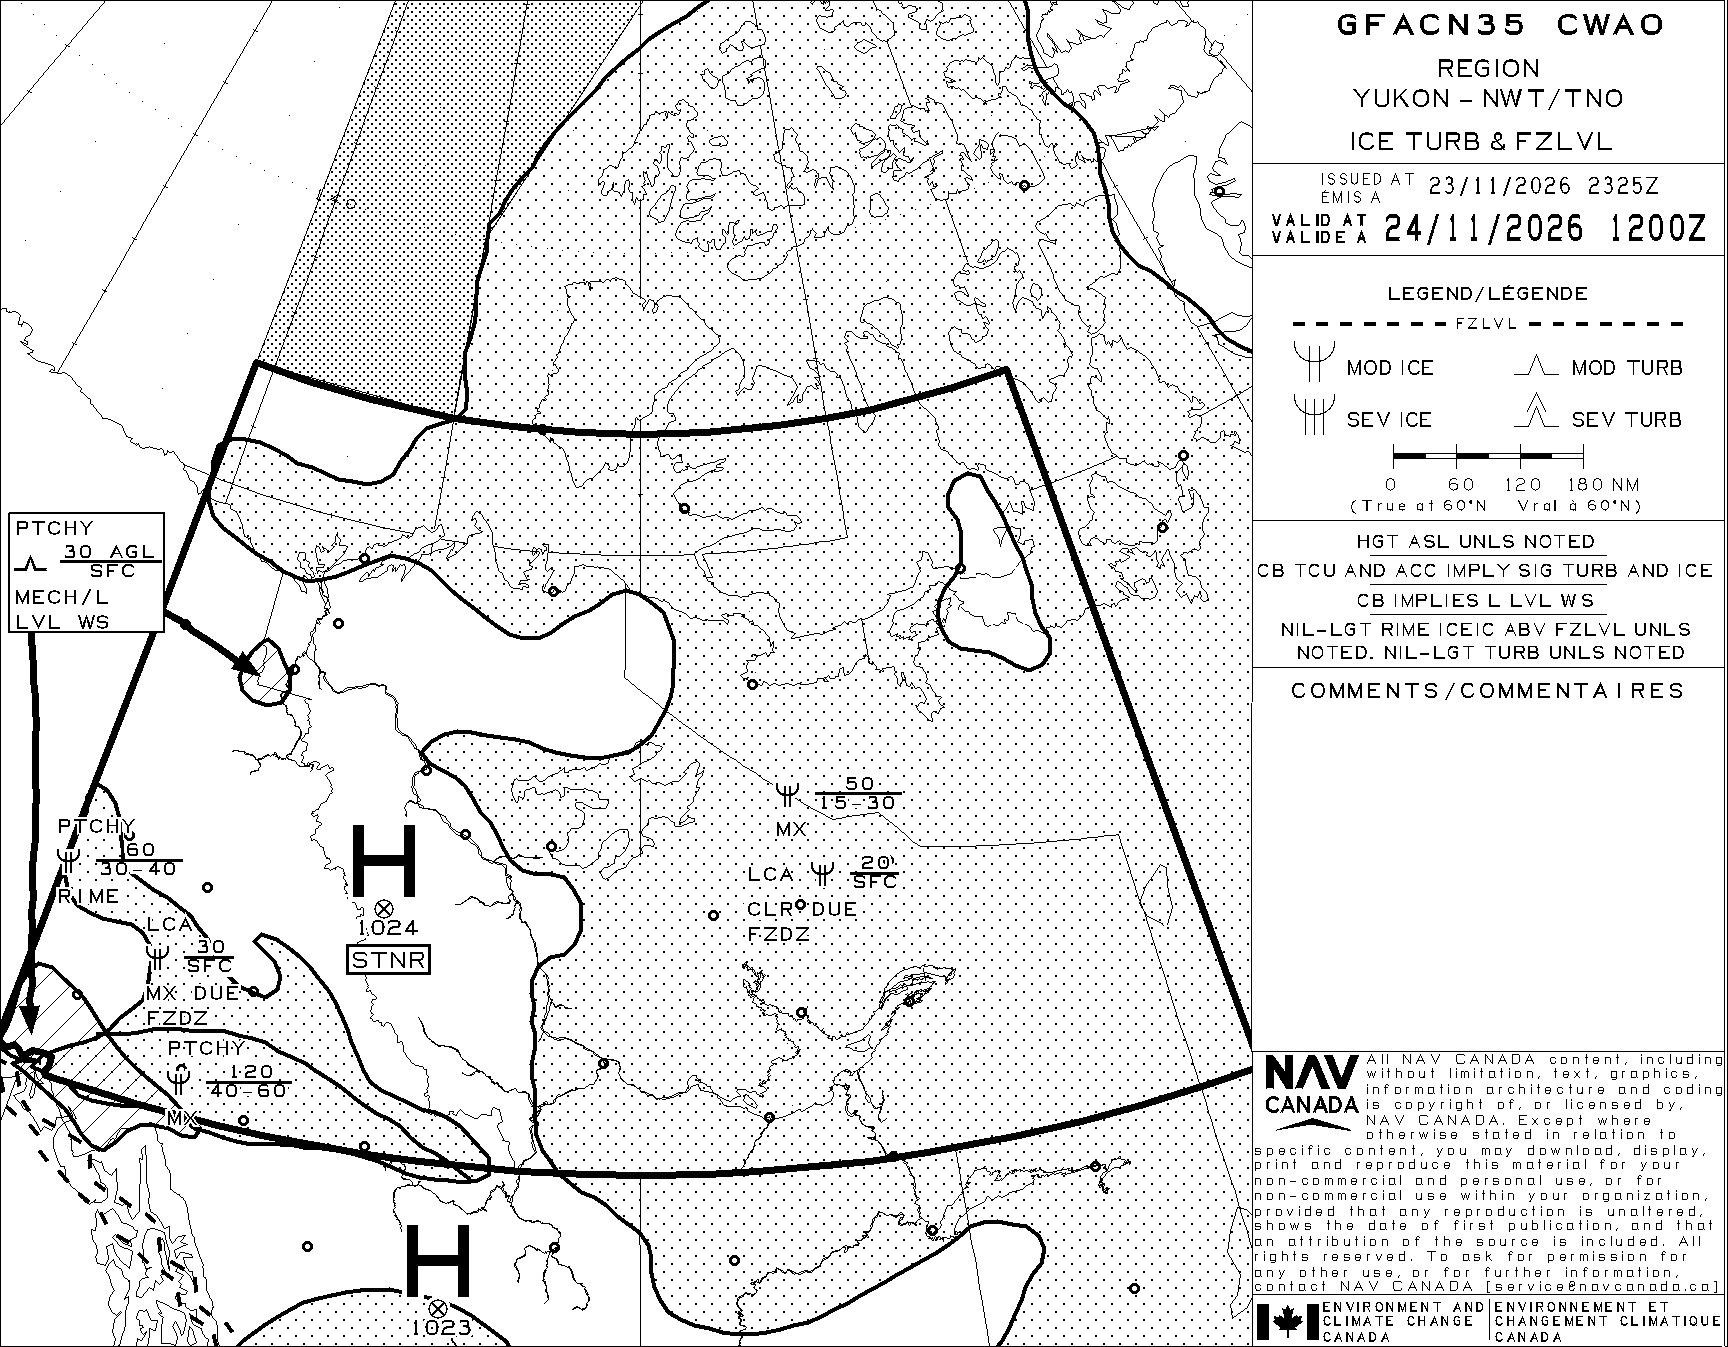 GFACN35 CWAO
REGION
YUKON – NWT/TNO
ICE TURB & FZLVL
ISSUED AT 23/11/2026 2325Z
ÉMIS A
VALID AT 24/11/2026 1200Z
VALIDE A
LEGEND/LÉGENDE
FZLVL
MOD ICE MOD TURB
SEV ICE SEV TURB
0 60 120 180 NM
(True at 60°N Vrai à 60°N)
HGT ASL UNLS NOTED
CB TCU AND ACC IMPLY SIG TURB AND ICE
CB IMPLIES L LVL WS
NIL–LGT RIME ICEIC ABV FZLVL UNLS
NOTED. NIL–LGT TURB UNLS NOTED
COMMENTS/COMMENTAIRES
PTCHY
30 AGL
SFC
MECH/L
LVL WS
PTCHY
60
30–40
RIME
LCA
30
SFC
MX DUE
FZDZ
PTCHY
120
40–60
MX
H
1024
STNR
H
1023
50
15–30
MX
LCA 20
SFC
CLR DUE
FZDZ
NAV
CANADA
All NAV CANADA content, including
without limitation, text, graphics,
information architecture and coding
is copyright of, or licensed by,
NAV CANADA. Except where
otherwise stated in relation to
specific content, you may download, display,
print and reproduce this material for your
non-commercial and personal use, or for
non-commercial use within your organization,
provided that any reproduction is unaltered,
shows the date of first publication, and that
an attribution of the source is included. All
rights reserved. To ask for permission for
any other use, or for further information,
contact NAV CANADA [service@navcanada.ca]
ENVIRONMENT AND
CLIMATE CHANGE
CANADA
ENVIRONNEMENT ET
CHANGEMENT CLIMATIQUE
CANADA